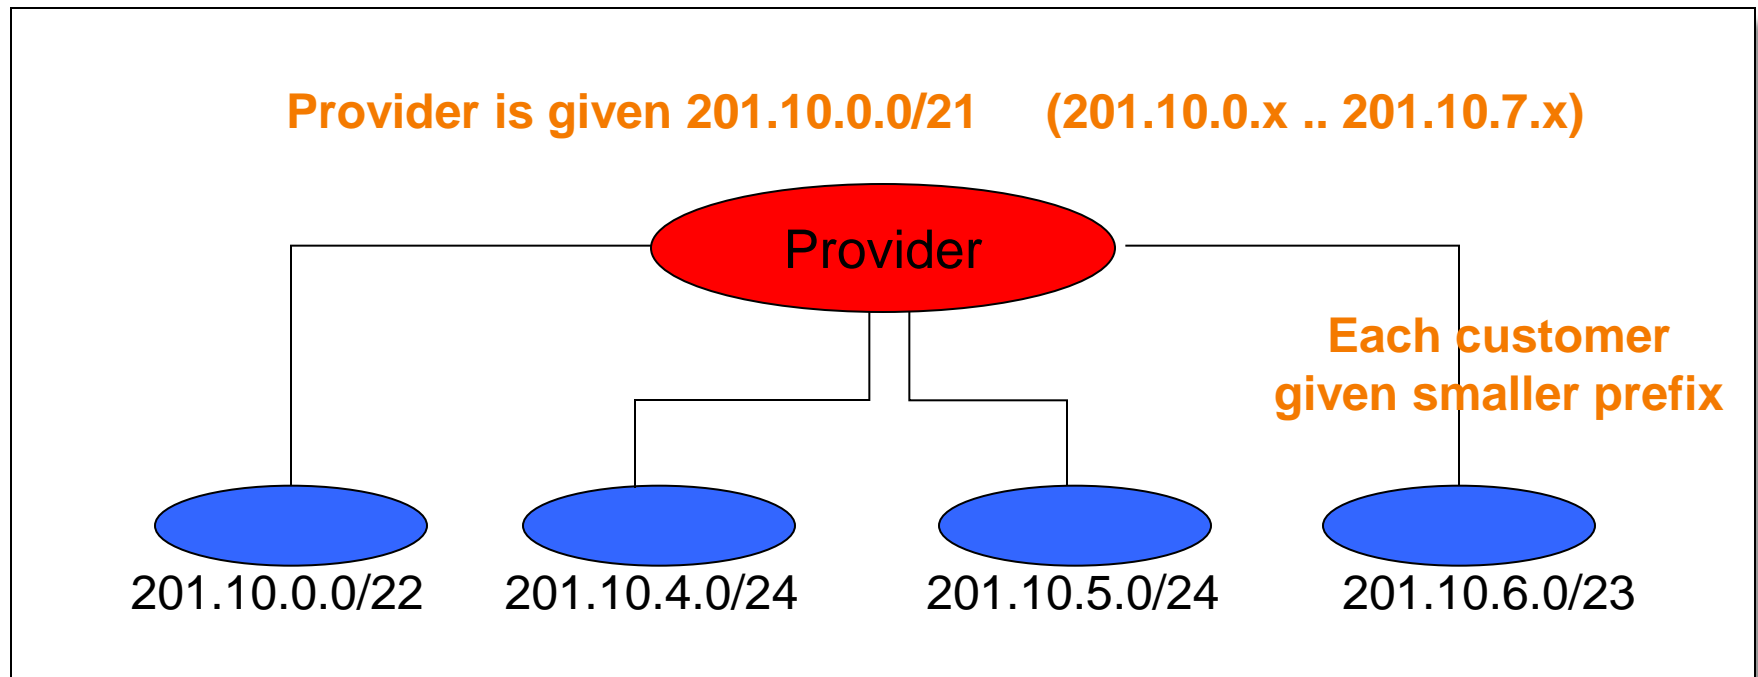 Provider is given 201.10.0.0/21 (201.10.0.x .. 201.10.7.x)
Provider
Each customer
given smaller prefix
201.10.0.0/22 201.10.4.0/24 201.10.5.0/24 201.10.6.0/23